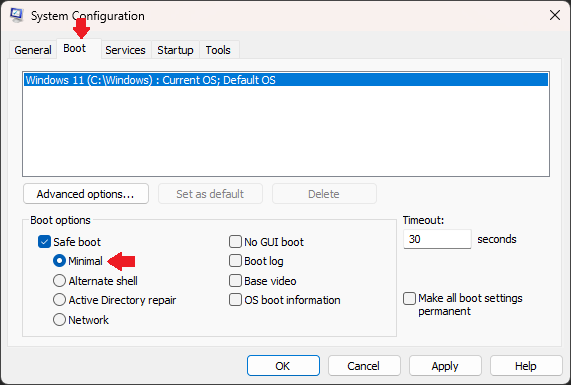 System Configuration
General Boot Services Startup Tools
Windows 11 (C:\Windows) : Current OS; Default OS
Advanced options... Set as default Delete
Boot options
Timeout:
Safe boot No GUI boot 30 seconds
Minimal Boot log
Alternate shell Base video
Active Directory repair OS boot information Make all boot settings
permanent
Network
OK Cancel Apply Help